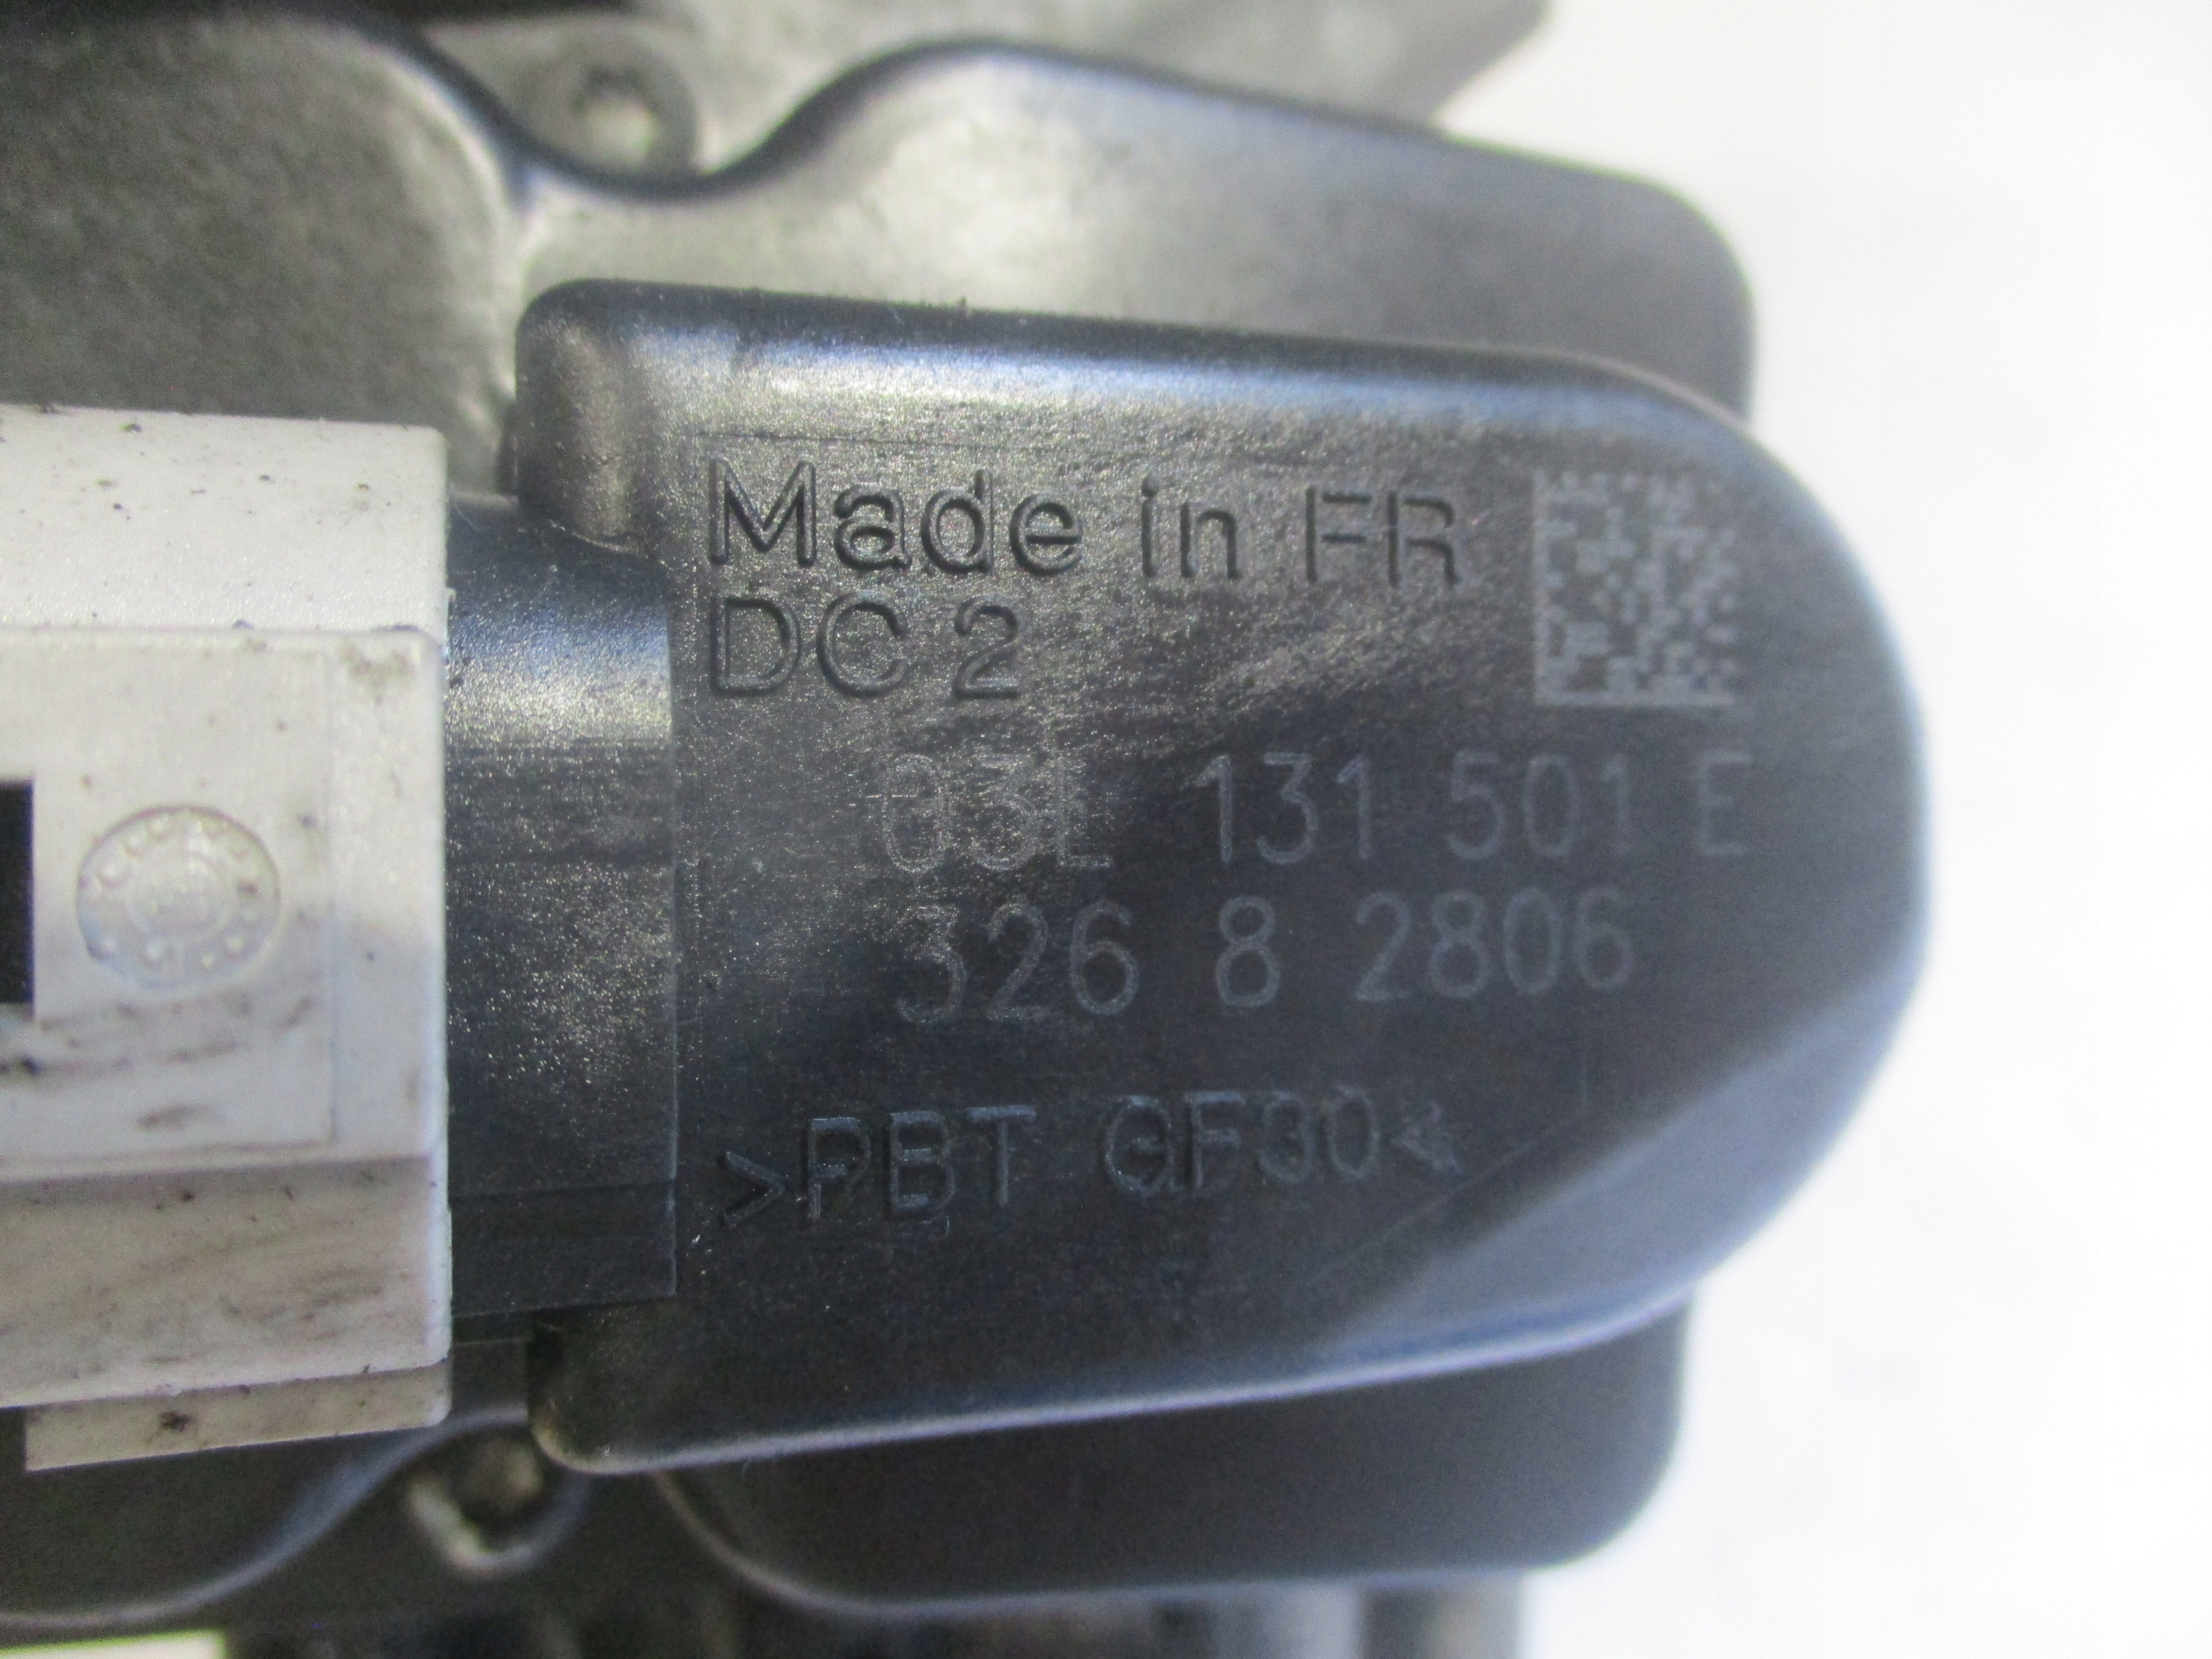 Made in FR
DC 2
03L 131 501 E
326 8 2806
>PBT GF30<